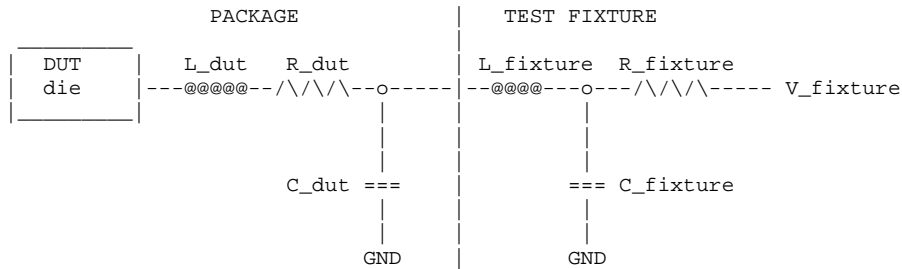 PACKAGE | TEST FIXTURE
DUT L_dut R_dut L_fixture R_fixture
die |---@@@@@--/\/\/\--o-----|--@@@@---o---/\/\/\----- V_fixture
C_dut === | === C_fixture
GND | GND